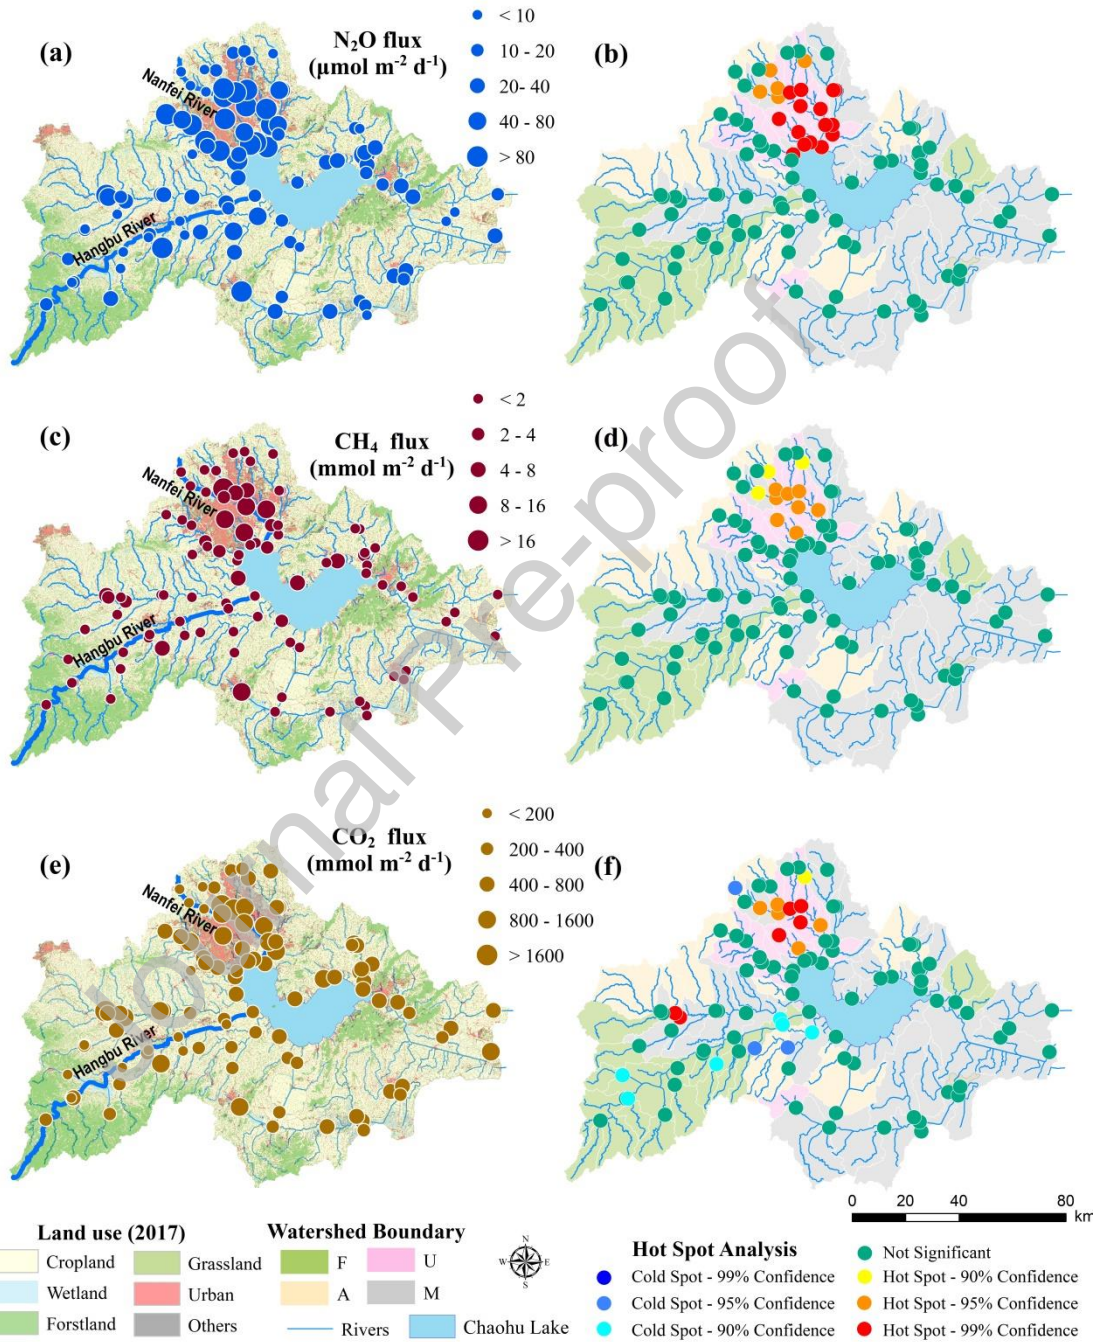 (a)
N₂O flux
(µmol m⁻² d⁻¹)
< 10
10 - 20
20- 40
40 - 80
> 80
Nanfei River
Hangbu River
(b)
(c)
CH₄ flux
(mmol m⁻² d⁻¹)
< 2
2 - 4
4 - 8
8 - 16
> 16
Nanfei River
Hangbu River
(d)
(e)
CO₂ flux
(mmol m⁻² d⁻¹)
< 200
200 - 400
400 - 800
800 - 1600
> 1600
Nanfei River
Hangbu River
(f)
Journal Pre-proof
0 20 40 80
km
Land use (2017)
Cropland
Grassland
Wetland
Urban
Forstland
Others
Watershed Boundary
F
U
A
M
Rivers
Chaohu Lake
N
W E
S
Hot Spot Analysis
Cold Spot - 99% Confidence
Cold Spot - 95% Confidence
Cold Spot - 90% Confidence
Not Significant
Hot Spot - 90% Confidence
Hot Spot - 95% Confidence
Hot Spot - 99% Confidence